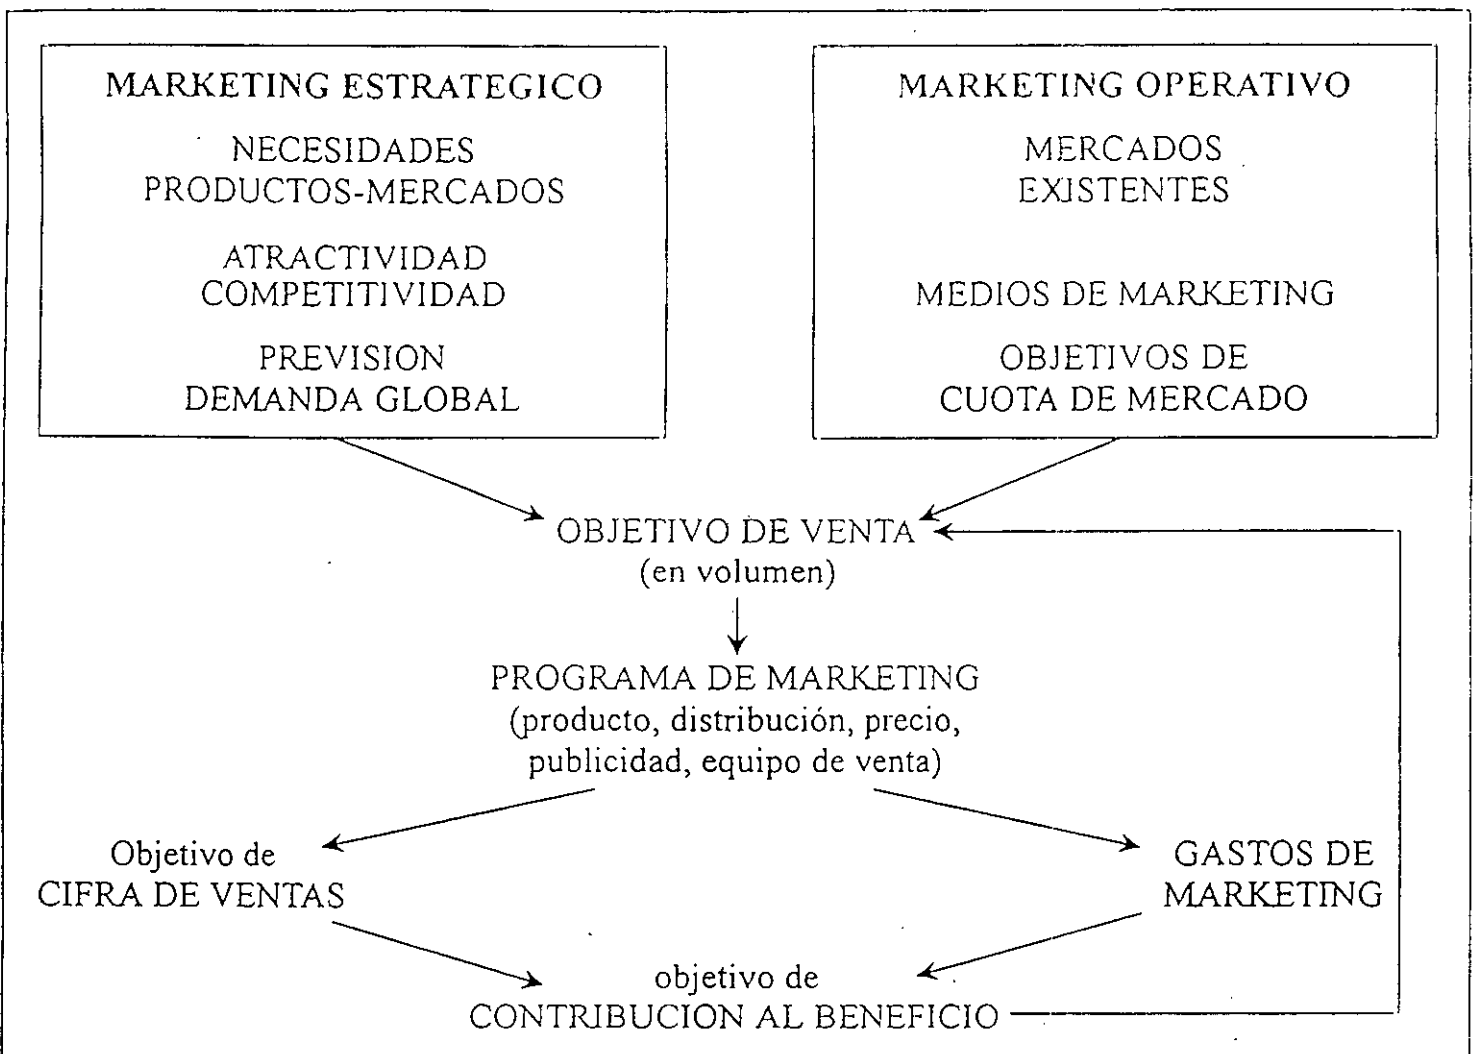 MARKETING ESTRATEGICO
NECESIDADES
PRODUCTOS-MERCADOS
ATRACTIVIDAD
COMPETITIVIDAD
PREVISION
DEMANDA GLOBAL
MARKETING OPERATIVO
MERCADOS
EXISTENTES
MEDIOS DE MARKETING
OBJETIVOS DE
CUOTA DE MERCADO
OBJETIVO DE VENTA
(en volumen)
PROGRAMA DE MARKETING
(producto, distribución, precio,
publicidad, equipo de venta)
Objetivo de
CIFRA DE VENTAS
GASTOS DE
MARKETING
objetivo de
CONTRIBUCION AL BENEFICIO